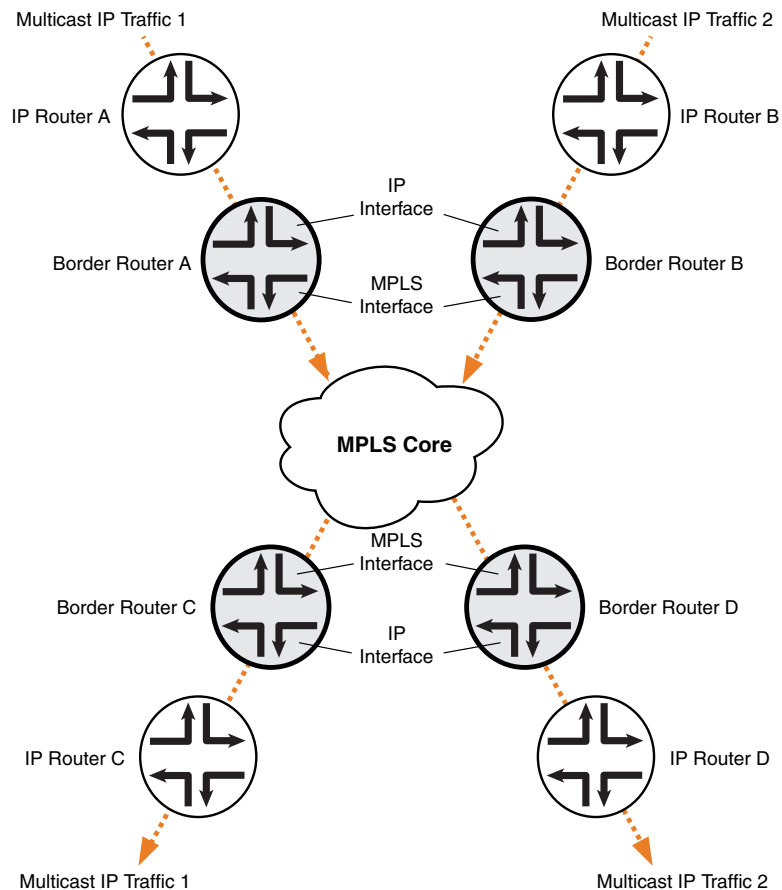 Multicast IP Traffic 1
Multicast IP Traffic 2
IP Router A
IP Router B
IP
Interface
Border Router A
Border Router B
MPLS
Interface
MPLS Core
MPLS
Interface
Border Router C
Border Router D
IP
Interface
IP Router C
IP Router D
Multicast IP Traffic 1
Multicast IP Traffic 2